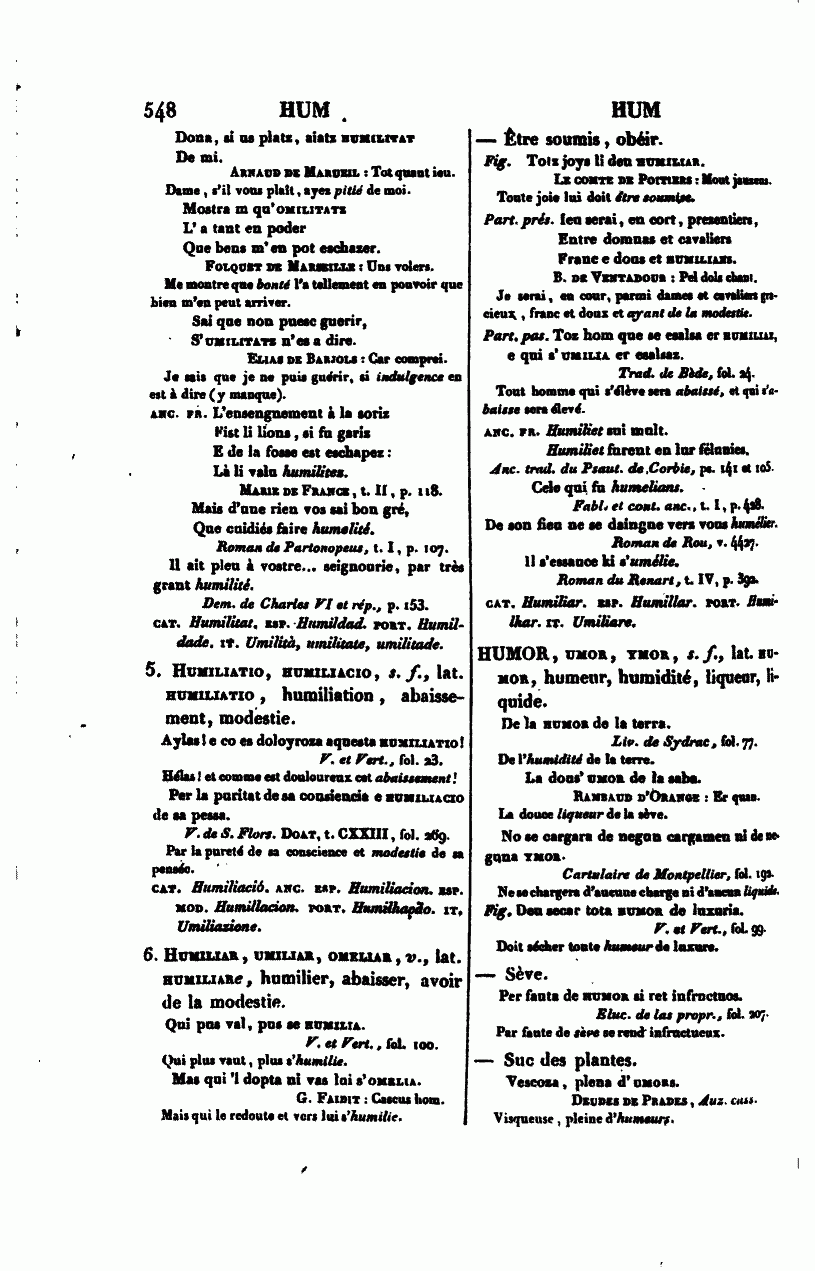 548 HUM
Dona, si us platz, aiatz HUMILITAT
De mi.
ARNAUD DE MARUEIL : Tot quant ieu.
Dame, s'il vous plaît, ayez pitié de moi.
Mostra m qu'OMILITATZ
L' a tant en poder
Que bens m'en pot eschazer.
FOLQUET DE MARSEILLE : Uns volers.
Me montre que bonté l'a tellement en pouvoir que
bien m'en peut arriver.
Sai que non puesc guerir,
S'UMILITATZ n'es a dire.
ELIAS DE BARJOLS : Car comprei.
Je sais que je ne puis guérir, si indulgence en
est à dire (y manque).
ANC. FR. L'ensengnement à la soriz
Fist li lions, si fu gariz
E de la fosse est eschapez :
Là li valu humilitez.
MARIE DE FRANCE, t. II, p. 118.
Mais d'une rien vos sai bon gré,
Que cuidiés faire humelité.
Roman de Partonopeus, t. I, p. 107.
Il ait pleu à vostre... seignourie, par très
grant humilité.
Dem. de Charles VI et rép., p. 153.
CAT. Humilitat. ESP. Humildad. PORT. Humil-
dade. IT. Umilità, umilitate, umilitade.
5. HUMILIATIO, HUMILIACIO, s. f., lat.
HUMILIATIO, humiliation, abaisse-
ment, modestie.
Aylas! e co es doloyroza aquesta HUMILIATIO!
V. et Vert., fol. 23.
Hélas! et comme est douloureux cet abaissement!
Per la puritat de sa consiencia e HUMILIACIO
de sa pessa.
V. de S. Flors. DOAT, t. CXXIII, fol. 269.
Par la pureté de sa conscience et modestie de sa
pensée.
CAT. Humiliació. ANC. ESP. Humiliacion. ESP.
MOD. Humillacion. PORT. Humilhação. IT,
Umiliazione.
6. HUMILIAR, UMILIAR, OMELIAR, v., lat.
HUMILIARe, humilier, abaisser, avoir
de la modestie.
Qui pus val, pus se HUMILIA.
V. et Vert., fol. 100.
Qui plus vaut, plus s'humilie.
Mas qui 'l dopta ni vas lui s'OMELIA.
G. FAIDIT : Cascus hom.
Mais qui le redoute et vers lui s'humilie.
HUM
— Être soumis, obéir.
Fig. Totz joys li deu HUMILIAR.
LE COMTE DE POITIERS : Mout jauzens.
Toute joie lui doit être soumise.
Part. prés. Ieu serai, en cort, prezentiers,
Entre domnas et cavaliers
Franc e dous et HUMILIANS.
B. DE VENTADOUR : Pel dols chant.
Je serai, en cour, parmi dames et cavaliers gra-
cieux, franc et doux et ayant de la modestie.
Part. pas. Toz hom que se esalsa er HUMILIAZ,
e qui s' UMILIA er esalsaz.
Trad. de Bède, fol. 24.
Tout homme qui s'élève sera abaissé, et qui s'a-
baisse sera élevé.
ANC. FR. Humiliet sui mult.
Humiliet furent en lur félunies.
Anc. trad. du Psaut. de Corbie, ps. 141 et 105.
Cele qui fu humelians.
Fabl. et cont. anc., t. I, p. 428.
De son fieu ne se daingne vers vous humélier.
Roman de Rou, v. 4427.
Il s'essauce ki s'umélie.
Roman du Renart, t. IV, p. 392.
CAT. Humiliar. ESP. Humillar. PORT. Humi-
lhar. IT. Umiliare.
HUMOR, UMOR, YMOR, s. f., lat. HU-
MOR, humeur, humidité, liqueur, li-
quide.
De la HUMOR de la terra.
Liv. de Sydrac, fol. 77.
De l'humidité de la terre.
La dous' UMOR de la saba.
RAMBAUD D'ORANGE : Er quan.
La douce liqueur de la sève.
No se cargara de negun cargamen ni de ne-
guna YMOR.
Cartulaire de Montpellier, fol. 192.
Ne se chargera d'aucune charge ni d'aucun liquide.
Fig. Deu secar tota HUMOR de luxuria.
V. et Vert., fol. 99.
Doit sécher toute humeur de luxure.
— Sève.
Per fauta de HUMOR si ret infructuos.
Eluc. de las propr., fol. 207.
Par faute de sève se rend infructueux.
— Suc des plantes.
Vescoza, plena d' UMORS.
DEUDES DE PRADES, Auz. cass.
Visqueuse, pleine d'humeurs.